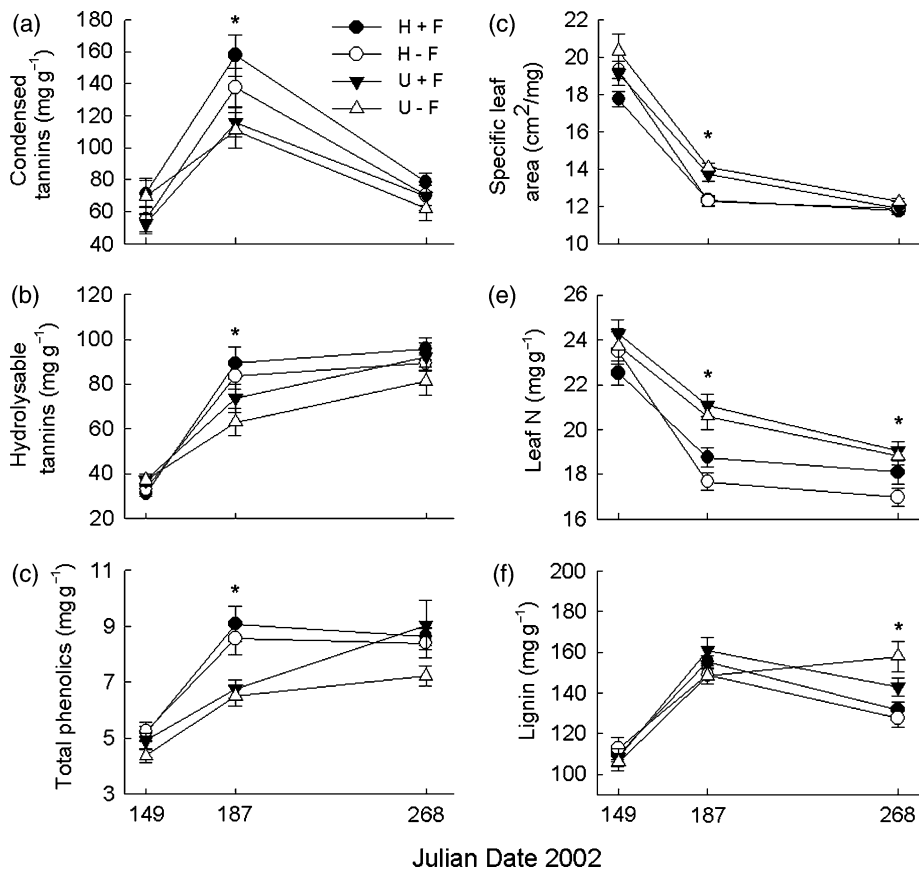 (a)
Condensed
tannins (mg g⁻¹)
180
160
140
120
100
80
60
40
*
H + F
H - F
U + F
U - F
(c)
Specific leaf
area (cm²/mg)
22
20
18
16
14
12
10
*
(b)
Hydrolysable
tannins (mg g⁻¹)
120
100
80
60
40
20
*
(e)
Leaf N (mg g⁻¹)
26
24
22
20
18
16
*
*
(c)
Total phenolics (mg g⁻¹)
11
9
7
5
3
*
149
187
268
(f)
Lignin (mg g⁻¹)
200
180
160
140
120
100
*
149
187
268
Julian Date 2002